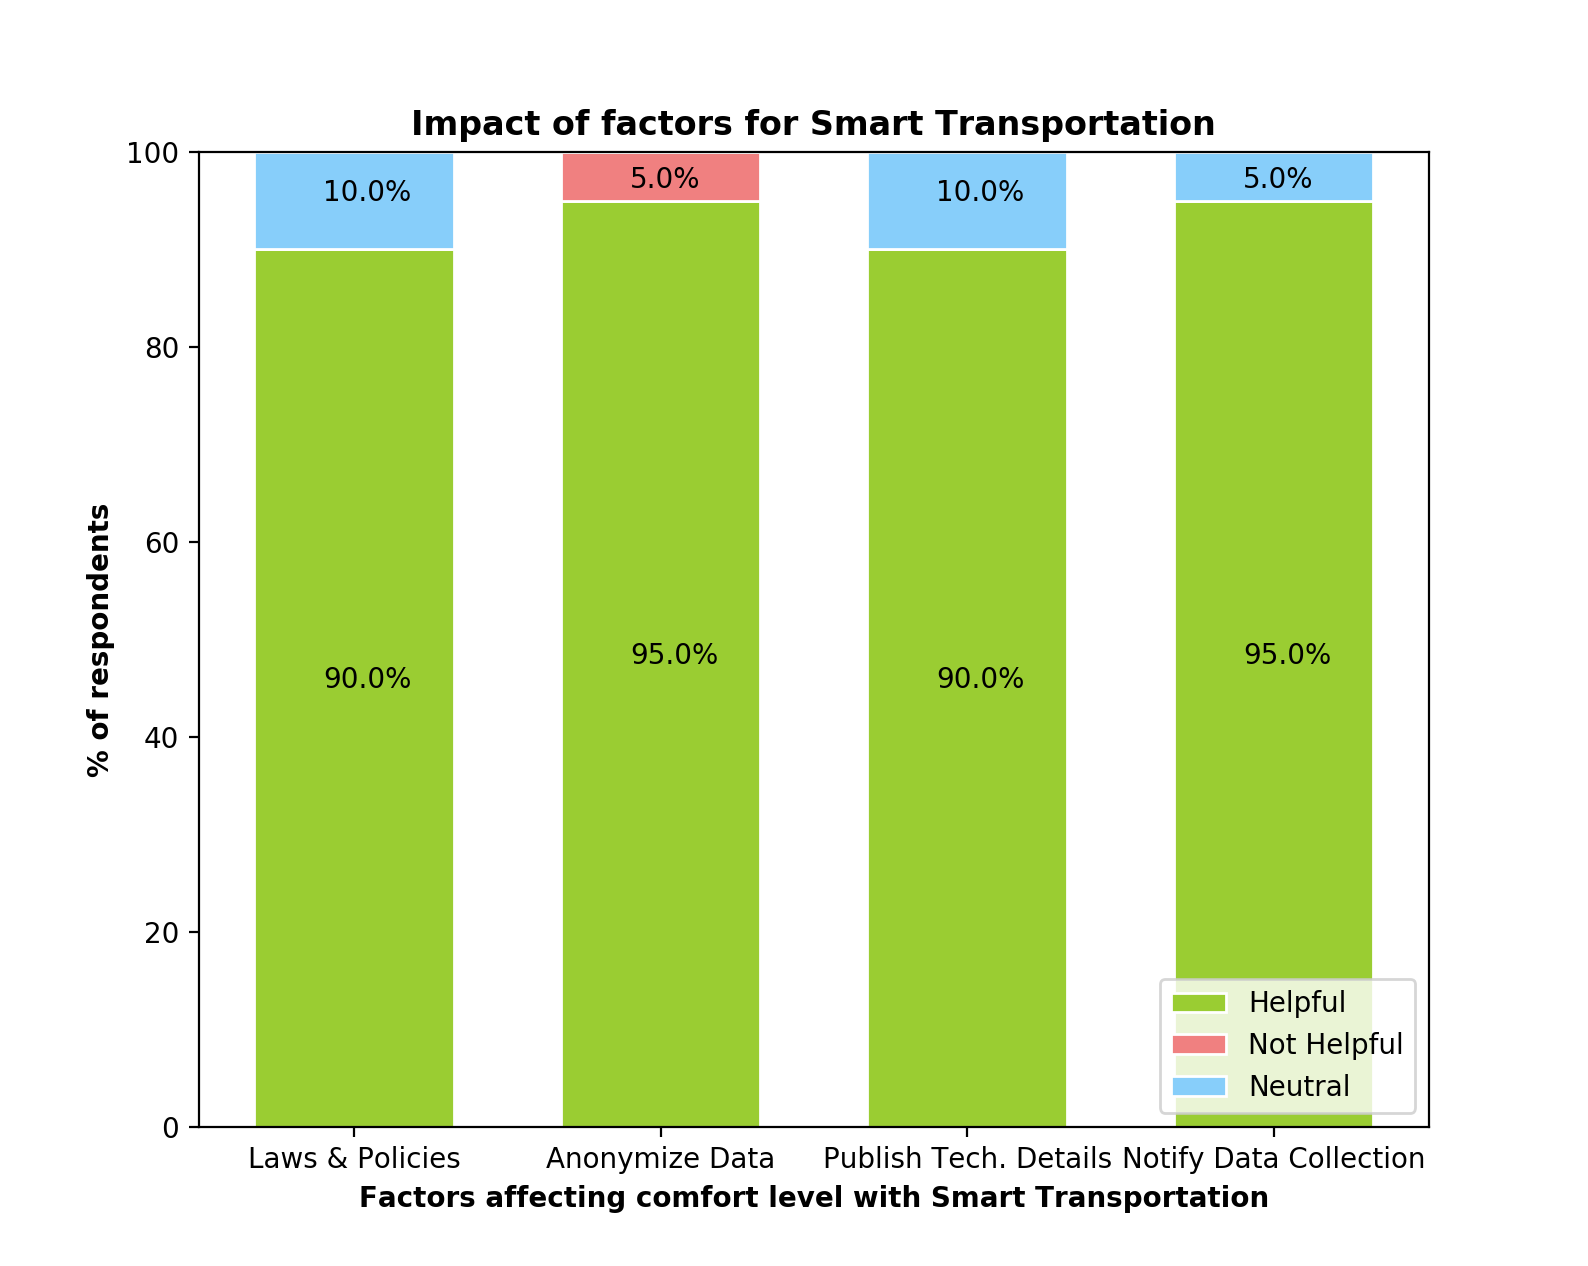 Impact of factors for Smart Transportation
100
80
60
40
20
0
% of respondents
10.0%
5.0%
10.0%
5.0%
90.0%
95.0%
90.0%
95.0%
Helpful
Not Helpful
Neutral
Laws & Policies
Anonymize Data
Publish Tech. Details
Notify Data Collection
Factors affecting comfort level with Smart Transportation